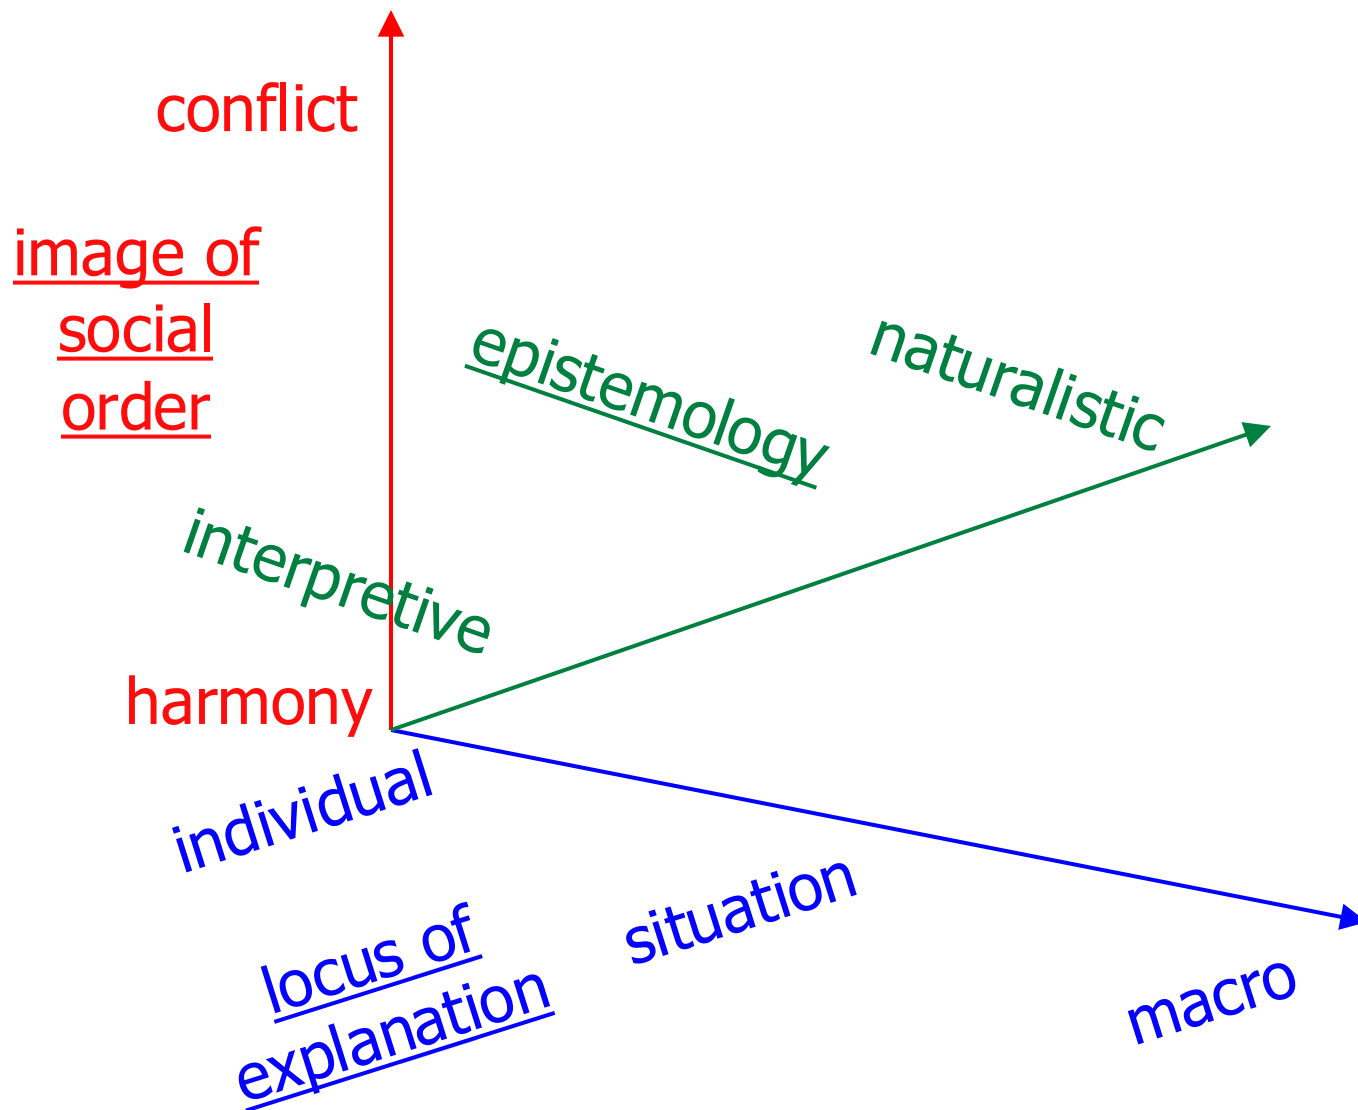 conflict
image of
social
order
epistemology
naturalistic
interpretive
harmony
individual
situation
locus of
explanation
macro